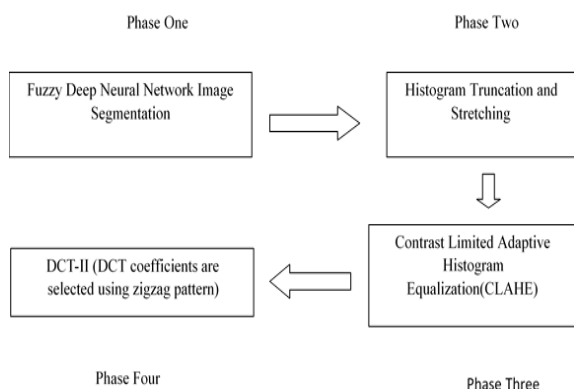 Phase One
Phase Two
Fuzzy Deep Neural Network Image
Segmentation
Histogram Truncation and
Stretching
Contrast Limited Adaptive
Histogram
Equalization(CLAHE)
DCT-II (DCT coefficients are
selected using zigzag pattern)
Phase Four
Phase Three